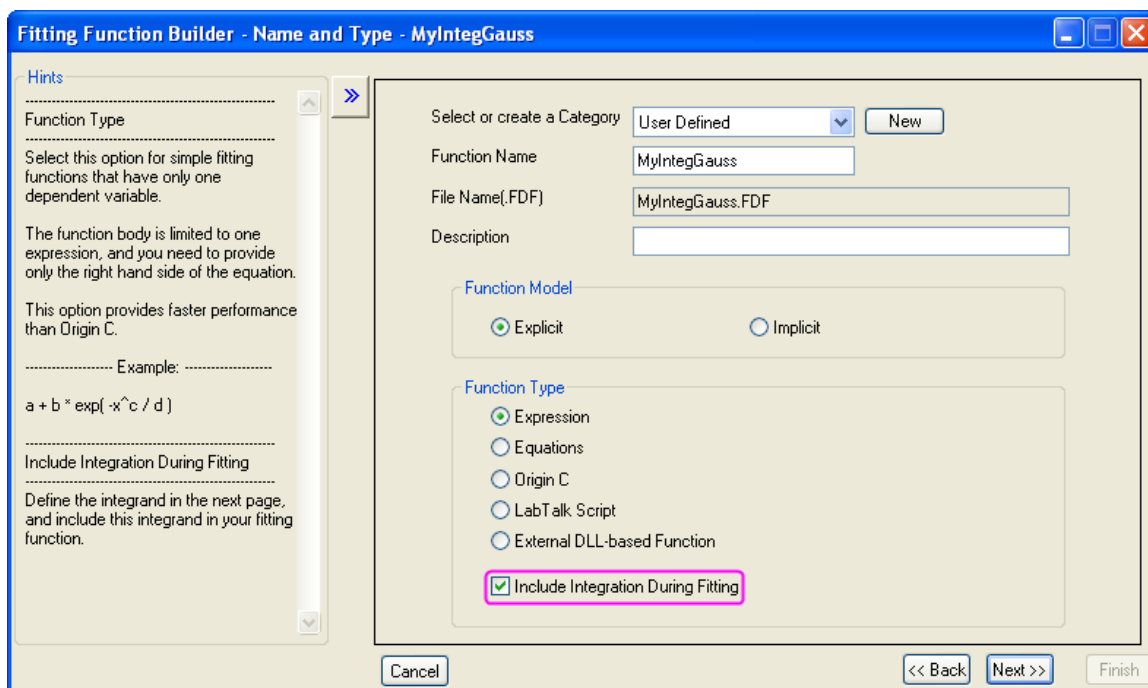 Fitting Function Builder - Name and Type - MyIntegGauss
Hints
Function Type
Select this option for simple fitting
functions that have only one
dependent variable.
The function body is limited to one
expression, and you need to provide
only the right hand side of the equation.
This option provides faster performance
than Origin C.
-------------------- Example: --------------------
a + b * exp( -x^c / d )
Include Integration During Fitting
Define the integrand in the next page,
and include this integrand in your fitting
function.
>>
Select or create a Category User Defined New
Function Name MyIntegGauss
File Name(.FDF) MyIntegGauss.FDF
Description
Function Model
Explicit Implicit
Function Type
Expression
Equations
Origin C
LabTalk Script
External DLL-based Function
Include Integration During Fitting
Cancel << Back Next >> Finish